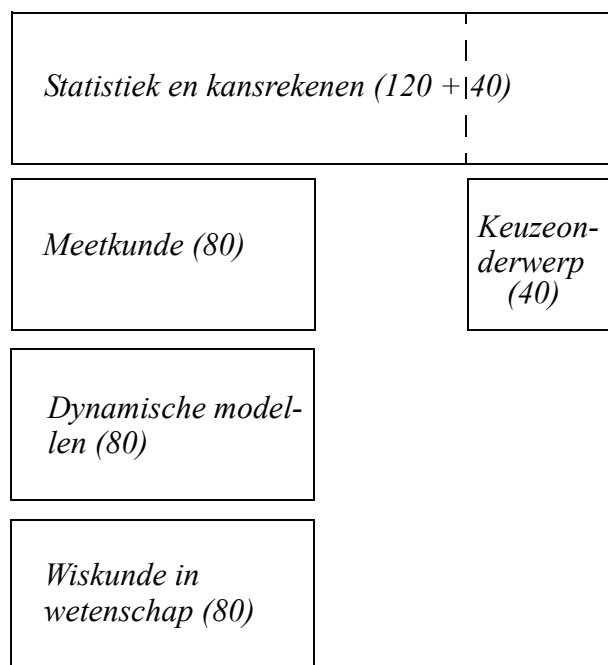 Statistiek en kansrekenen (120 + 40)
Meetkunde (80)
Keuzeon-
derwerp
(40)
Dynamische model-
len (80)
Wiskunde in
wetenschap (80)